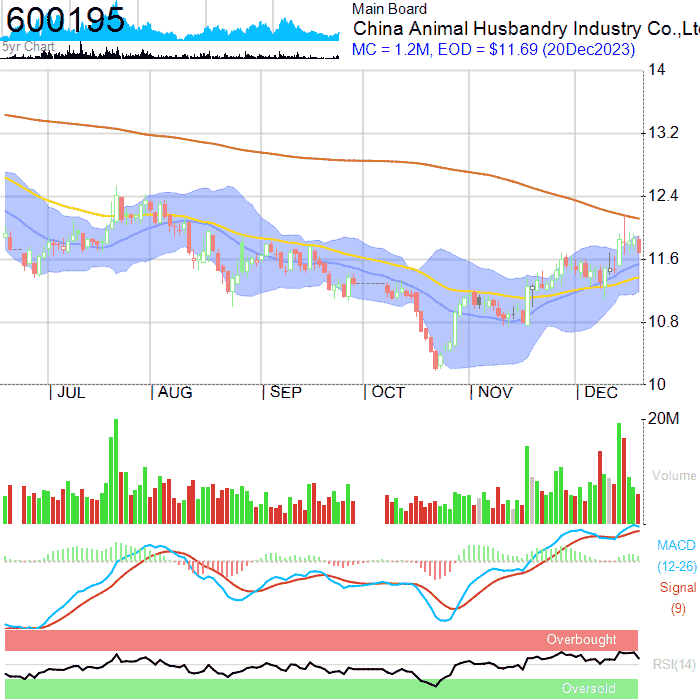 600195
Main Board
China Animal Husbandry Industry Co.,Lt
5yr Chart
MC = 1.2M, EOD = $11.69 (20Dec2023)
14
13.2
12.4
11.6
10.8
10
JUL AUG SEP OCT NOV DEC
20M
Volume
MACD
(12-26)
Signal
(9)
Overbought
RSI(14)
Oversold